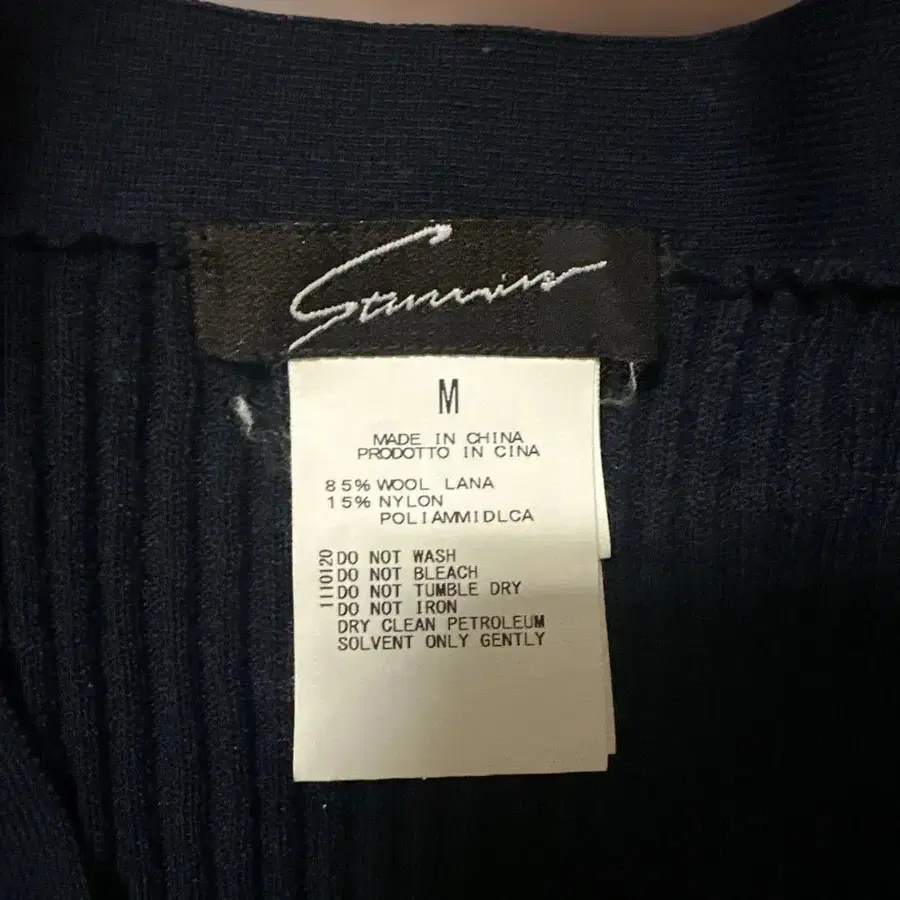 M
MADE IN CHINA
PRODOTTO IN CINA
85% WOOL LANA
15% NYLON
POLIAMMIDLCA
1110120
DO NOT WASH
DO NOT BLEACH
DO NOT TUMBLE DRY
DO NOT IRON
DRY CLEAN PETROLEUM
SOLVENT ONLY GENTLY